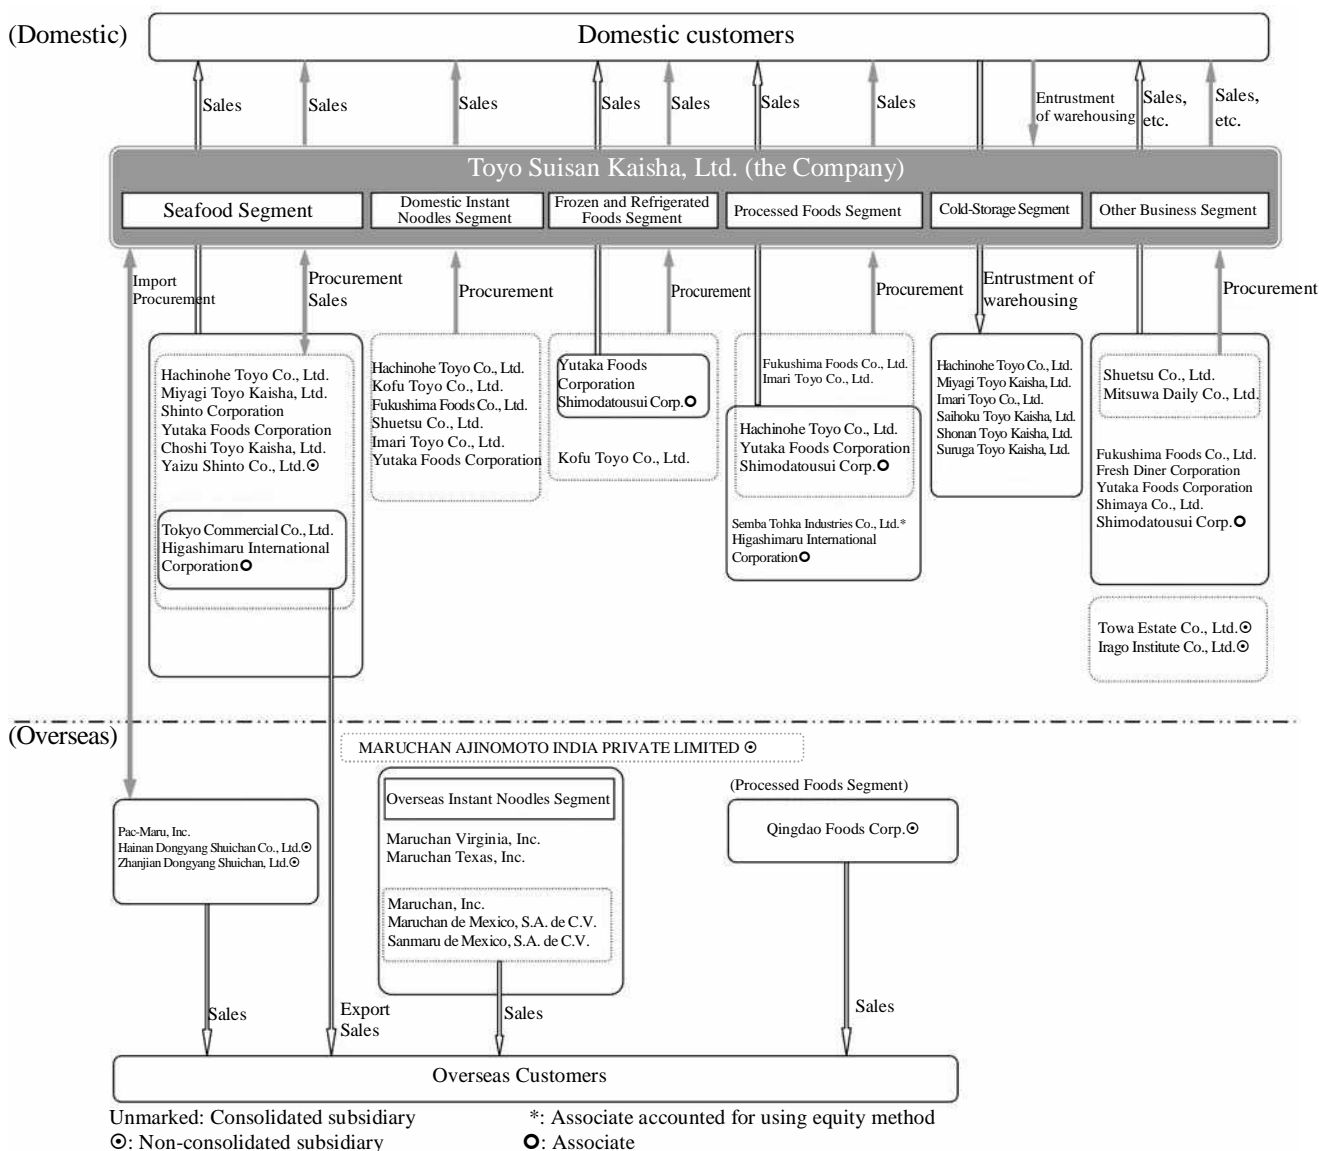 (Domestic)
Domestic customers
Sales
Sales
Sales
Sales
Sales
Sales
Sales
Entrustment
of warehousing
Sales,
etc.
Sales,
etc.
Toyo Suisan Kaisha, Ltd. (the Company)
Seafood Segment
Domestic Instant
Noodles Segment
Frozen and Refrigerated
Foods Segment
Processed Foods Segment
Cold-Storage Segment
Other Business Segment
Import
Procurement
Procurement
Sales
Procurement
Procurement
Procurement
Entrustment of
warehousing
Procurement
Hachinohe Toyo Co., Ltd.
Miyagi Toyo Kaisha, Ltd.
Shinto Corporation
Yutaka Foods Corporation
Choshi Toyo Kaisha, Ltd.
Yaizu Shinto Co., Ltd.⊙
Tokyo Commercial Co., Ltd.
Higashimaru International
Corporation○
Hachinohe Toyo Co., Ltd.
Kofu Toyo Co., Ltd.
Fukushima Foods Co., Ltd.
Shuetsu Co., Ltd.
Imari Toyo Co., Ltd.
Yutaka Foods Corporation
Yutaka Foods
Corporation
Shimodatousui Corp.○
Kofu Toyo Co., Ltd.
Fukushima Foods Co., Ltd.
Imari Toyo Co., Ltd.
Hachinohe Toyo Co., Ltd.
Yutaka Foods Corporation
Shimodatousui Corp.○
Semba Tohka Industries Co., Ltd.*
Higashimaru International
Corporation○
Hachinohe Toyo Co., Ltd.
Miyagi Toyo Kaisha, Ltd.
Imari Toyo Co., Ltd.
Saihoku Toyo Kaisha, Ltd.
Shonan Toyo Kaisha, Ltd.
Suruga Toyo Kaisha, Ltd.
Shuetsu Co., Ltd.
Mitsuwa Daily Co., Ltd.
Fukushima Foods Co., Ltd.
Fresh Diner Corporation
Yutaka Foods Corporation
Shimaya Co., Ltd.
Shimodatousui Corp.○
Towa Estate Co., Ltd.⊙
Irago Institute Co., Ltd.⊙
(Overseas)
MARUCHAN AJINOMOTO INDIA PRIVATE LIMITED ⊙
Pac-Maru, Inc.
Hainan Dongyang Shuichan Co., Ltd.⊙
Zhanjian Dongyang Shuichan, Ltd.⊙
Overseas Instant Noodles Segment
Maruchan Virginia, Inc.
Maruchan Texas, Inc.
Maruchan, Inc.
Maruchan de Mexico, S.A. de C.V.
Sanmaru de Mexico, S.A. de C.V.
(Processed Foods Segment)
Qingdao Foods Corp.⊙
Sales
Export
Sales
Sales
Sales
Overseas Customers
Unmarked: Consolidated subsidiary
*: Associate accounted for using equity method
⊙: Non-consolidated subsidiary
○: Associate